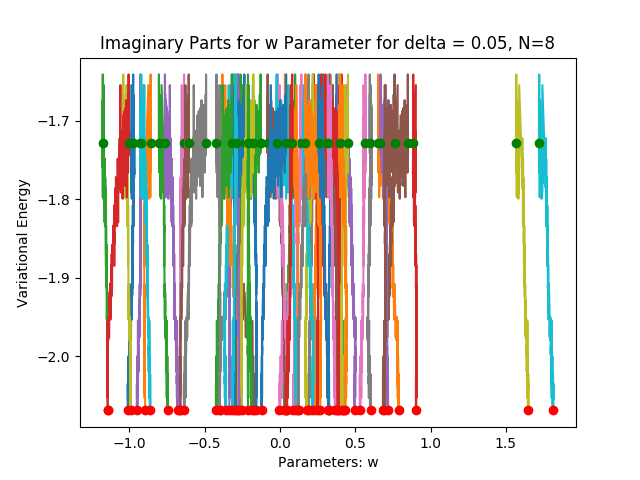 Imaginary Parts for w Parameter for delta = 0.05, N=8
−1.7
−1.8
−1.9
−2.0
Variational Energy
−1.0 −0.5 0.0 0.5 1.0 1.5
Parameters: w